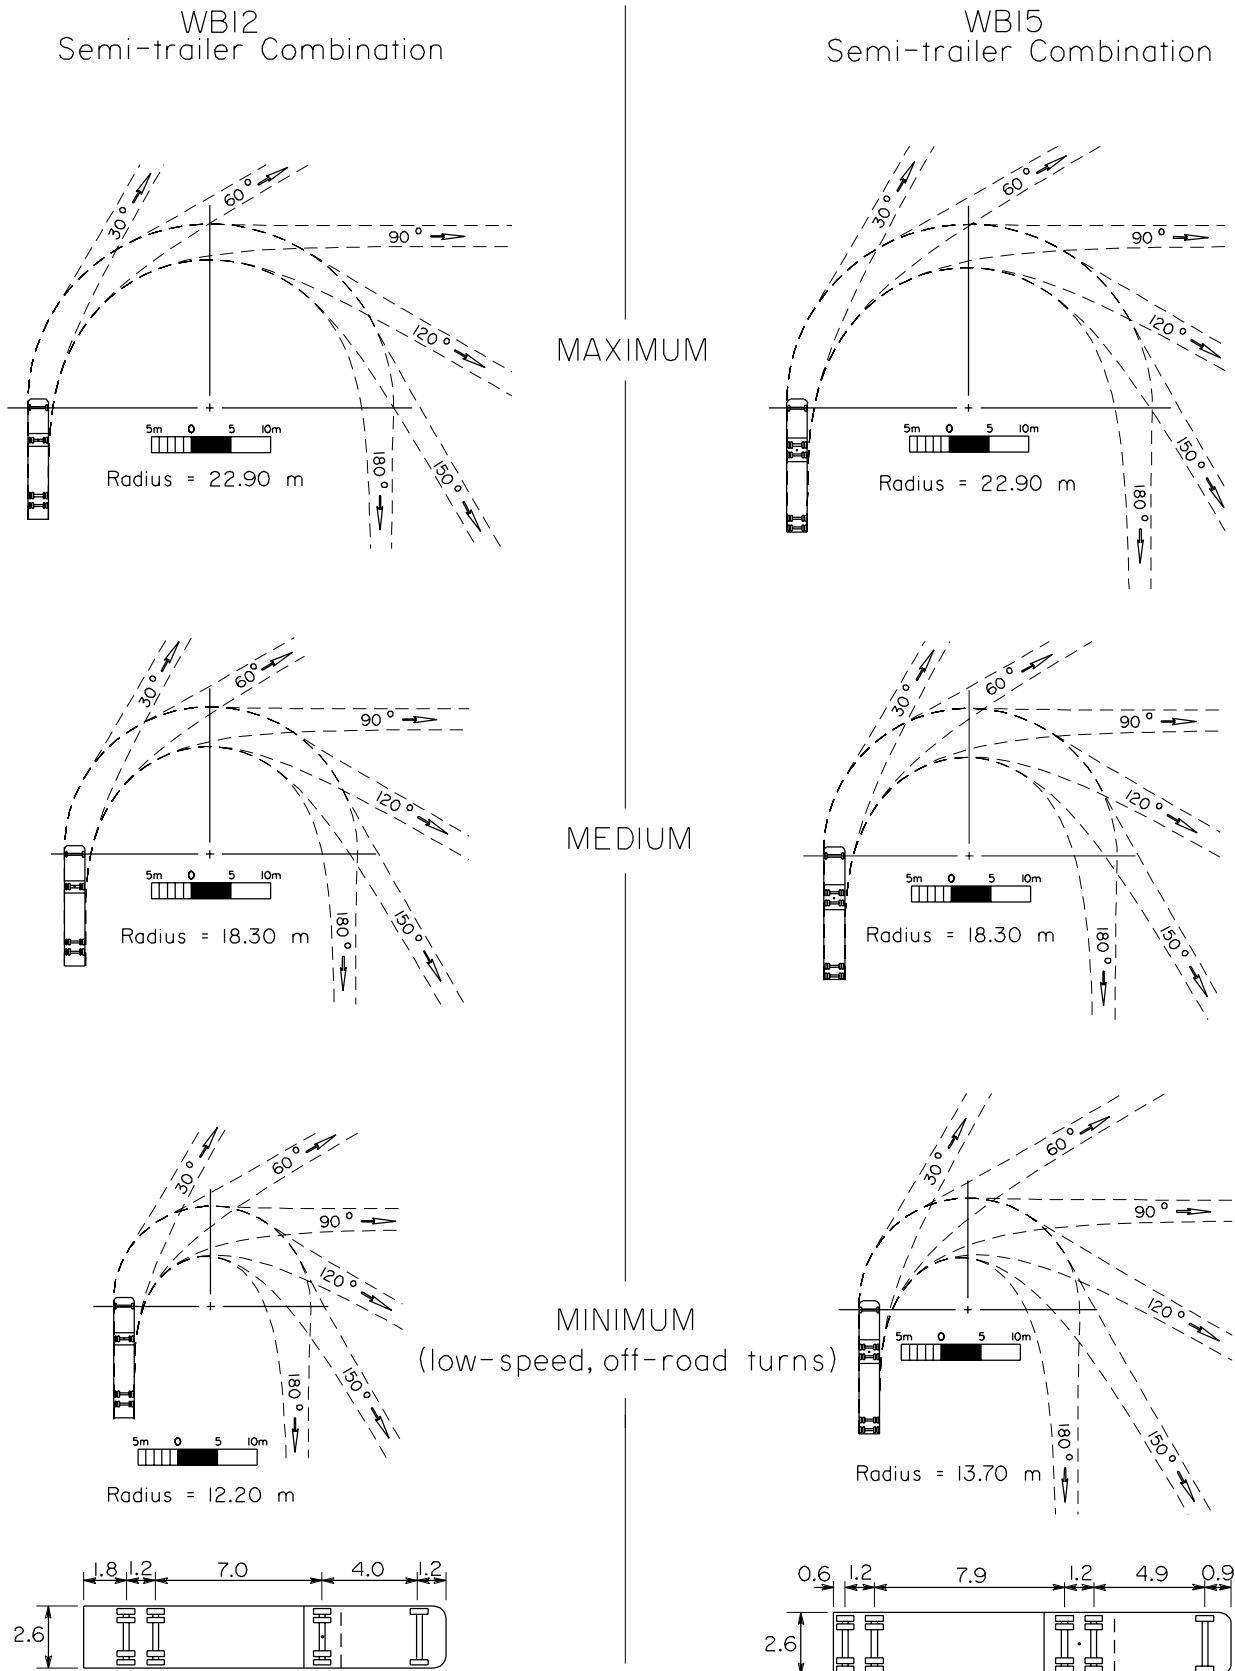 WB12
Semi-trailer Combination
WB15
Semi-trailer Combination
30°
60°
90°
120°
150°
180°
5m 0 5 10m
Radius = 22.90 m
MAXIMUM
30°
60°
90°
120°
150°
180°
5m 0 5 10m
Radius = 22.90 m
30°
60°
90°
120°
150°
180°
5m 0 5 10m
Radius = 18.30 m
MEDIUM
30°
60°
90°
120°
150°
180°
5m 0 5 10m
Radius = 18.30 m
30°
60°
90°
120°
150°
180°
5m 0 5 10m
Radius = 12.20 m
MINIMUM
(low-speed, off-road turns)
30°
60°
90°
120°
150°
180°
5m 0 5 10m
Radius = 13.70 m
1.8 1.2 7.0 4.0 1.2
2.6
0.6 1.2 7.9 1.2 4.9 0.9
2.6